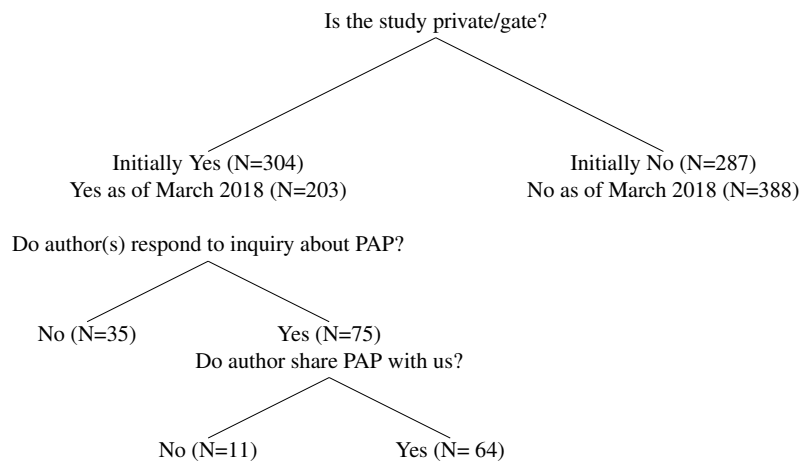 Is the study private/gate?
Initially Yes (N=304)
Yes as of March 2018 (N=203)
Initially No (N=287)
No as of March 2018 (N=388)
Do author(s) respond to inquiry about PAP?
No (N=35)
Yes (N=75)
Do author share PAP with us?
No (N=11)
Yes (N= 64)